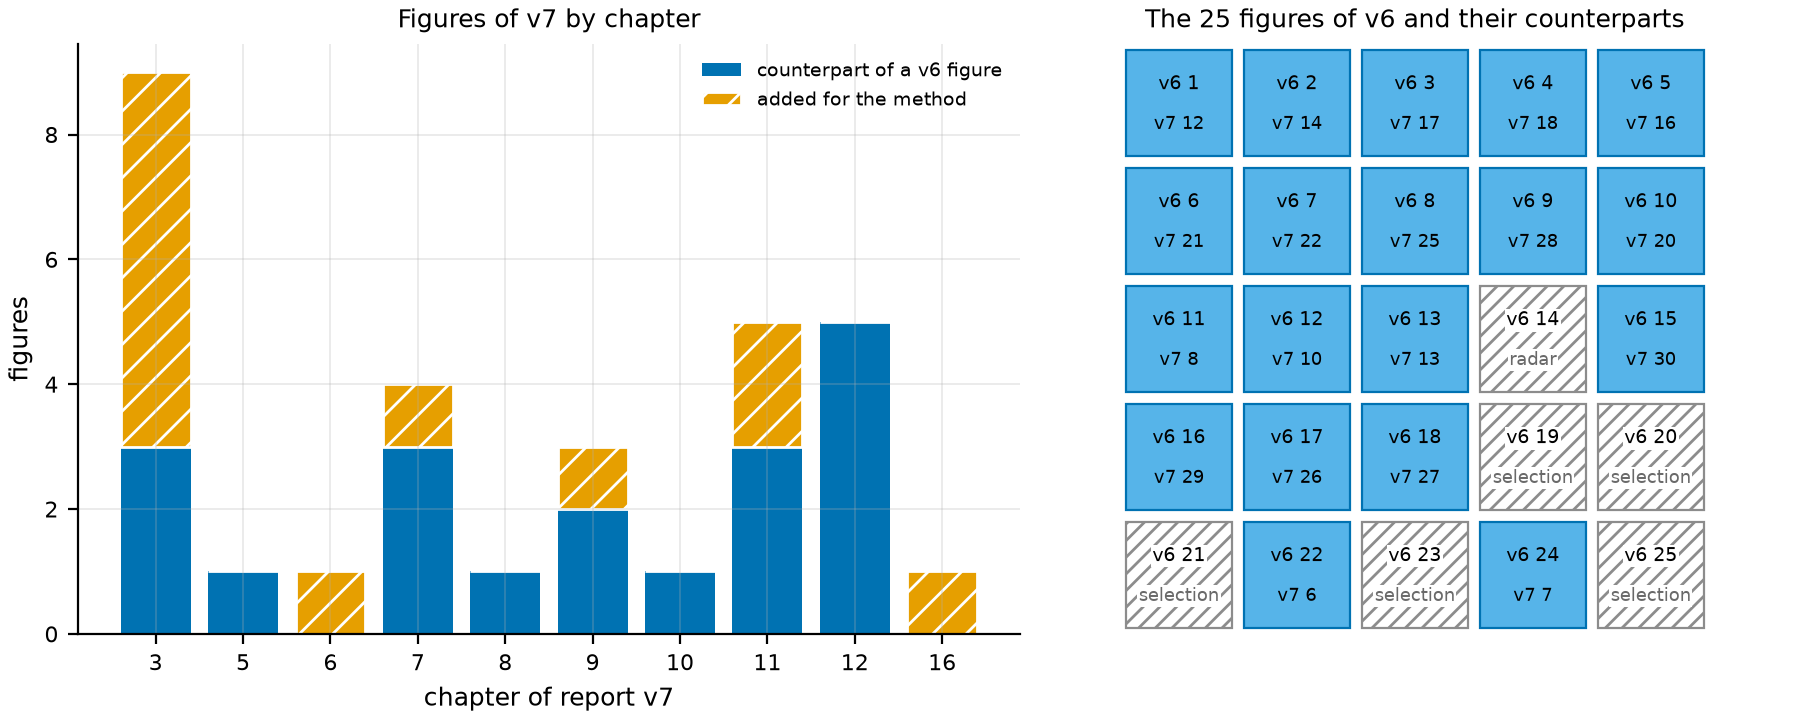 Figures of v7 by chapter
counterpart of a v6 figure
added for the method
8
6
4
2
0
figures
3 5 6 7 8 9 10 11 12 16
chapter of report v7
The 25 figures of v6 and their counterparts
v6 1 v6 2 v6 3 v6 4 v6 5
v7 12 v7 14 v7 17 v7 18 v7 16
v6 6 v6 7 v6 8 v6 9 v6 10
v7 21 v7 22 v7 25 v7 28 v7 20
v6 11 v6 12 v6 13 v6 14 v6 15
v7 8 v7 10 v7 13 radar v7 30
v6 16 v6 17 v6 18 v6 19 v6 20
v7 29 v7 26 v7 27 selection selection
v6 21 v6 22 v6 23 v6 24 v6 25
selection v7 6 selection v7 7 selection